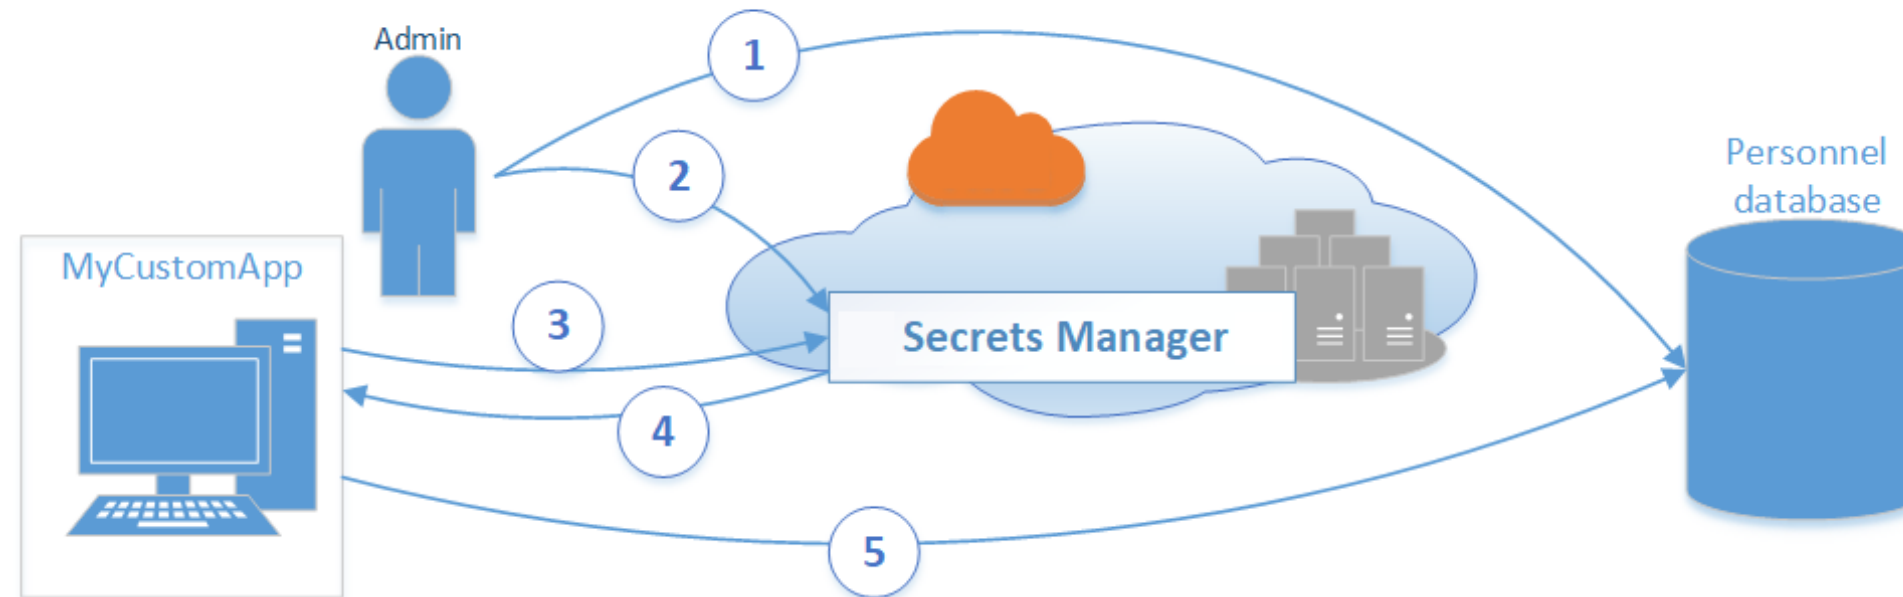 Admin
1
2
Personnel
database
MyCustomApp
3
Secrets Manager
4
5